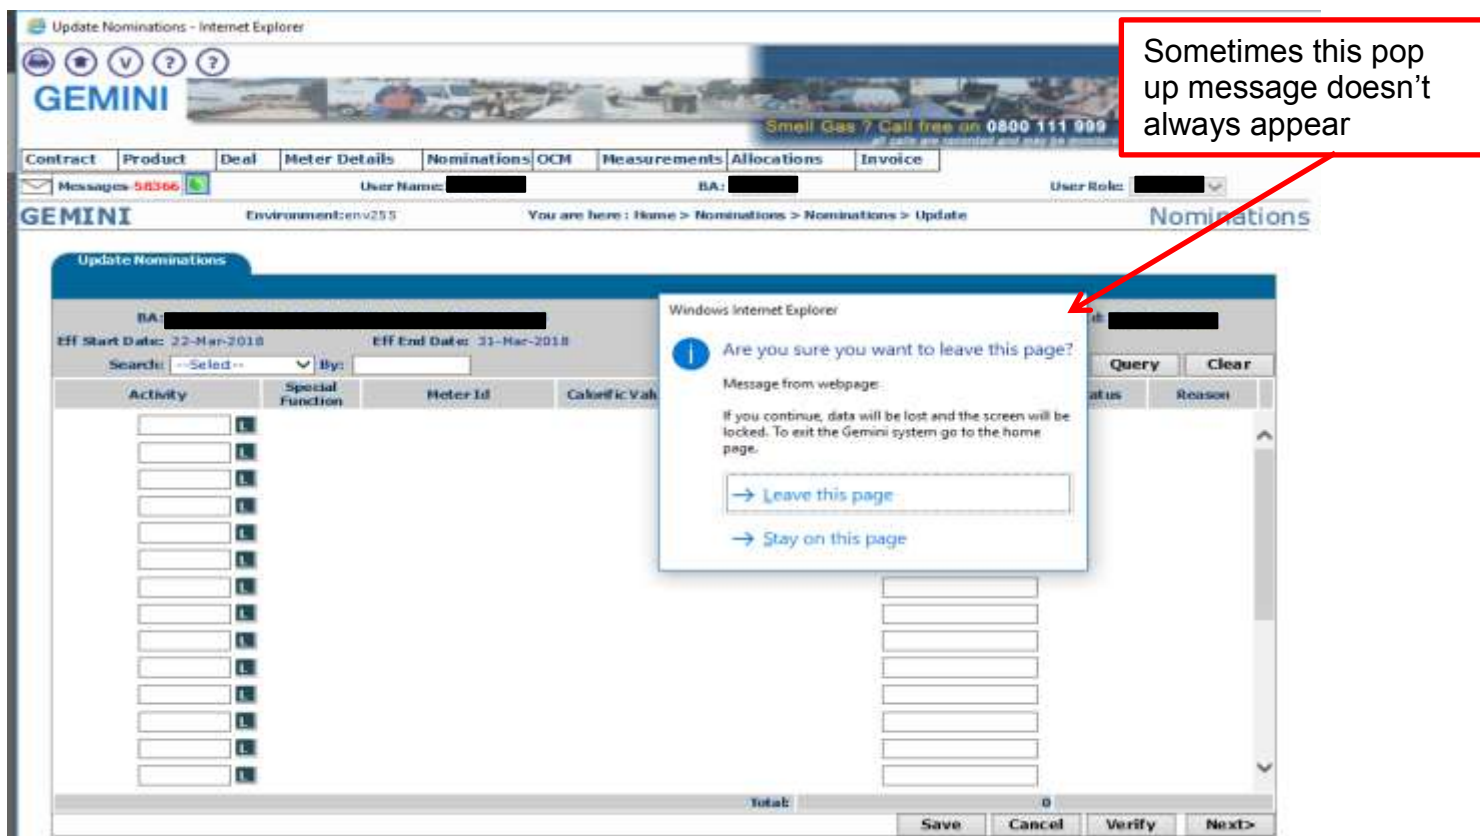 Update Nominations - Internet Explorer
Sometimes this pop
up message doesn't
always appear
V ? ?
GEMINI
Smell Gas ? Call free on 0800 111 999
Contract Product Deal Meter Details Nominations OCM Measurements Allocations Invoice
Messages 58366 User Name: BA: User Role:
GEMINI Environment:env255 You are here : Home > Nominations > Nominations > Update Nominations
Update Nominations
BA:
Eff Start Date: 22-Mar-2018 Eff End Date: 31-Mar-2018
Search: --Select-- By: Query Clear
Activity Special Function Meter Id Calorific Val atus Reason
Windows Internet Explorer
Are you sure you want to leave this page?
Message from webpage:
If you continue, data will be lost and the screen will be
locked. To exit the Gemini system go to the home
page.
→ Leave this page
→ Stay on this page
L
L
L
L
L
L
L
L
L
L
L
L
L
L
Total: 0
Save Cancel Verify Next>